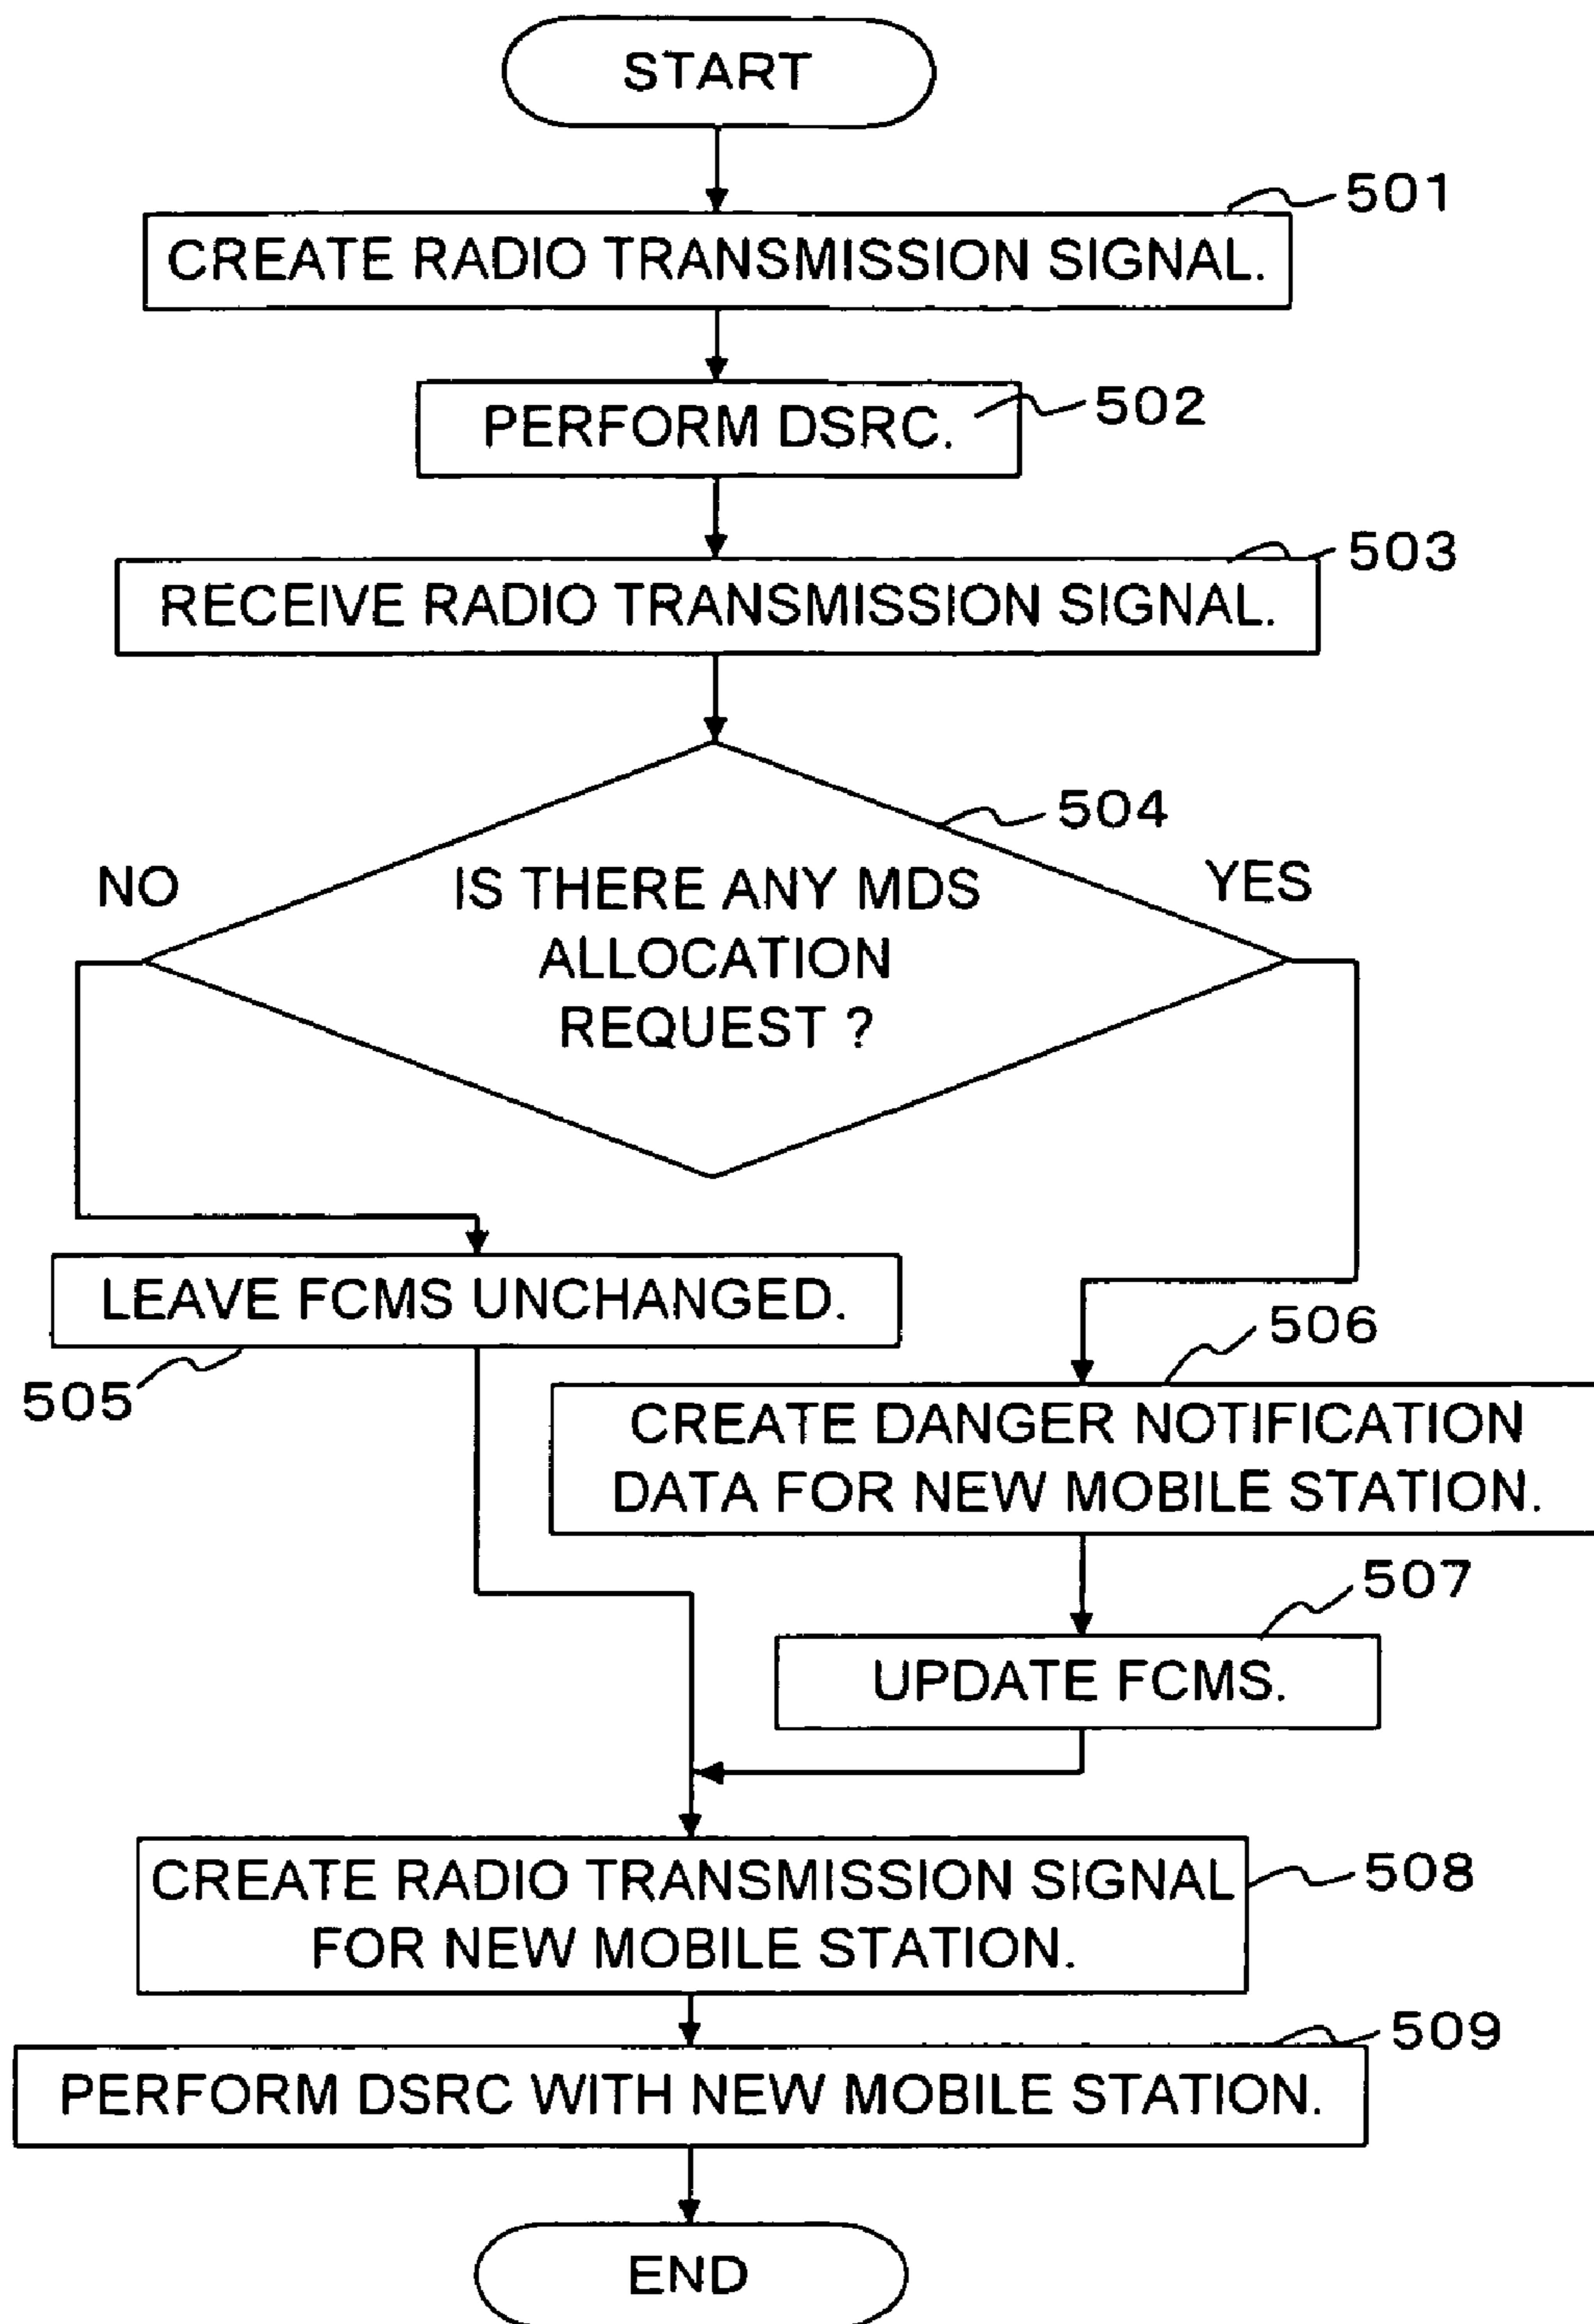 START
501
CREATE RADIO TRANSMISSION SIGNAL.
502
PERFORM DSRC.
503
RECEIVE RADIO TRANSMISSION SIGNAL.
504
NO
YES
IS THERE ANY MDS
ALLOCATION
REQUEST ?
LEAVE FCMS UNCHANGED.
505
506
CREATE DANGER NOTIFICATION
DATA FOR NEW MOBILE STATION.
507
UPDATE FCMS.
CREATE RADIO TRANSMISSION SIGNAL
FOR NEW MOBILE STATION.
508
509
PERFORM DSRC WITH NEW MOBILE STATION.
END